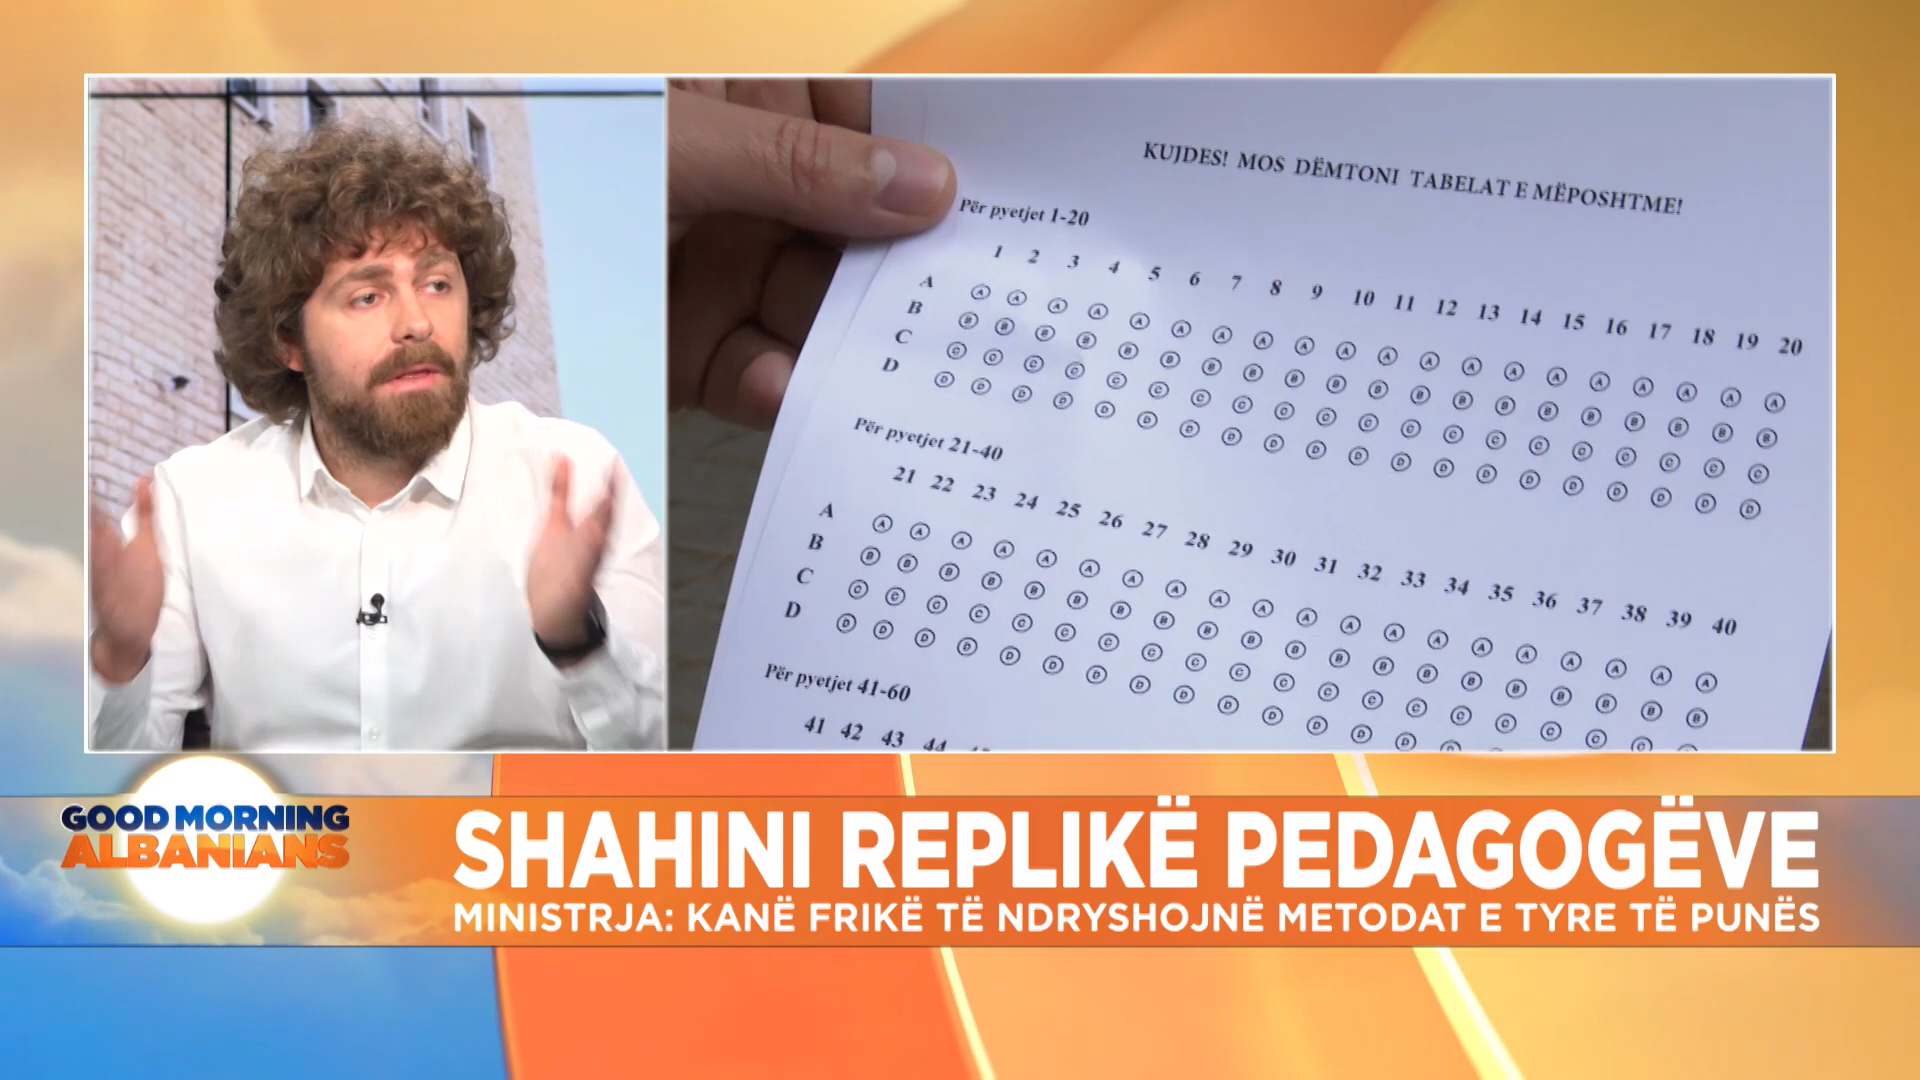 KUJDES! MOS DËMTONI TABELAT E MËPOSHTME!
Për pyetjet 1-20
1 2 3 4 5 6 7 8 9 10 11 12 13 14 15 16 17 18 19 20
A A A A A A A A A A A A A A A A A A A A A
B B B B B B B B B B B B B B B B B B B B B
C C C C C C C C C C C C C C C C C C C C C
D D D D D D D D D D D D D D D D D D D D D
Për pyetjet 21-40
21 22 23 24 25 26 27 28 29 30 31 32 33 34 35 36 37 38 39 40
A A A A A A A A A A A A A A A A A A A A A
B B B B B B B B B B B B B B B B B B B B B
C C C C C C C C C C C C C C C C C C C C C
D D D D D D D D D D D D D D D
Për pyetjet 41-60
41 42 43 44
GOOD MORNING
ALBANIANS
SHAHINI REPLIKË PEDAGOGËVE
MINISTRJA: KANË FRIKË TË NDRYSHOJNË METODAT E TYRE TË PUNËS